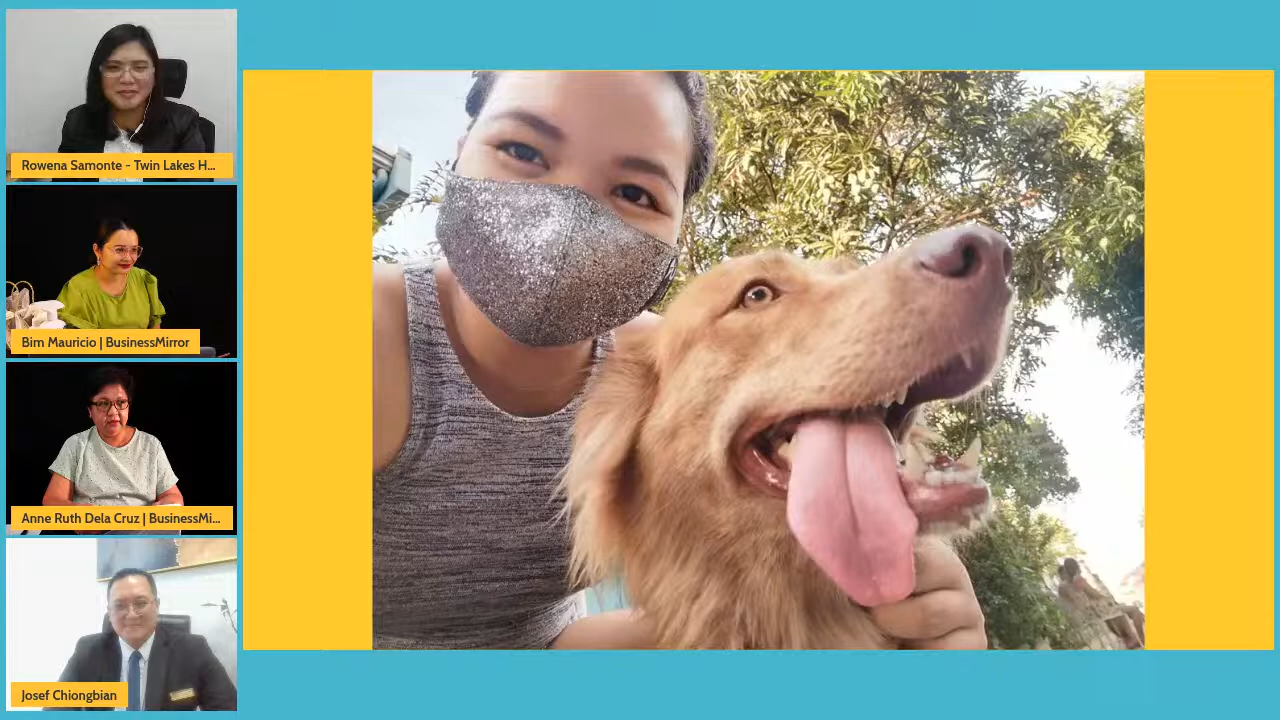 Rowena Samonte - Twin Lakes H...
Bim Mauricio | BusinessMirror
Anne Ruth Dela Cruz | BusinessMi...
Josef Chiongbian